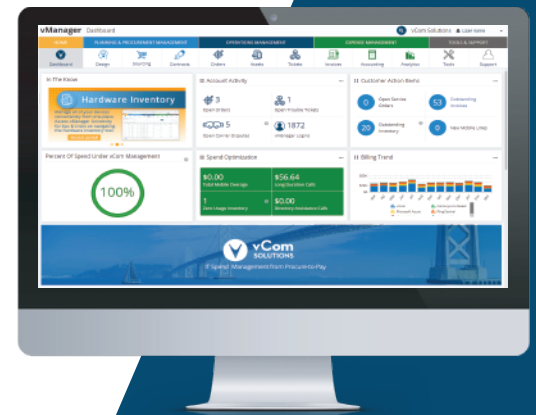 vManager Dashboard
vCom Solutions
HOME
PLANNING & PROCUREMENT MANAGEMENT
OPERATIONS MANAGEMENT
EXPENSE MANAGEMENT
TOOLS & SUPPORT
Dashboard
Design
Sourcing
Contracts
Orders
Assets
Tickets
Invoices
Accounting
Analytics
Tools
Support
In The Know
Hardware Inventory
Account Activity
3
Open Orders
1
Open Trouble Tickets
5
Open Carrier Disputes
1872
vManager Logins
Customer Action Items
0
Open Service
Orders
53
Outstanding
Invoices
20
Outstanding
Inventory
0
New Mobile Lines
Percent Of Spend Under vCom Management
100%
Spend Optimization
$0.00
Total Mobile Overage
$56.64
Long Duration Calls
1
Zero Usage Inventory
$0.00
Directory Assistance Calls
Billing Trend
vCom
SOLUTIONS
IT Spend Management from Procure-to-Pay